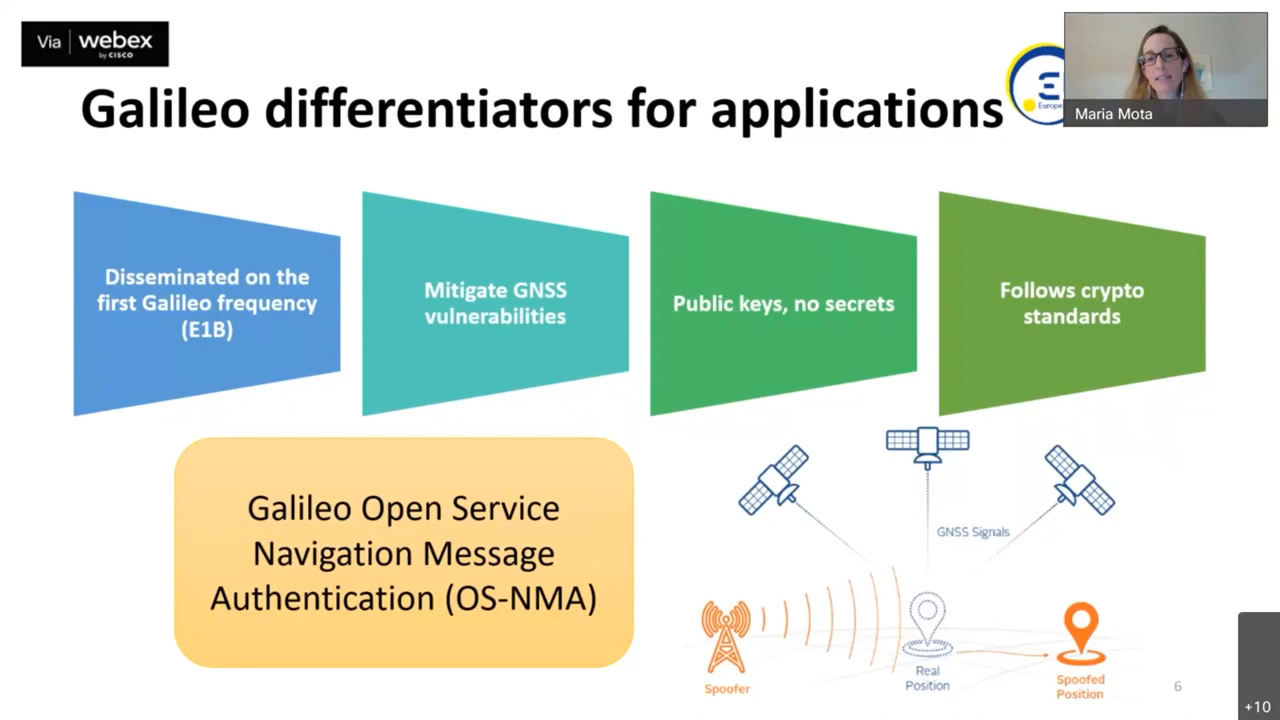 Via webex
by CISCO
Galileo differentiators for applications
Europe
Maria Mota
Disseminated on the
first Galileo frequency
(E1B)
Mitigate GNSS
vulnerabilities
Public keys, no secrets
Follows crypto
standards
Galileo Open Service
Navigation Message
Authentication (OS-NMA)
GNSS Signals
Spoofer
Real
Position
Spoofed
Position
6
+10